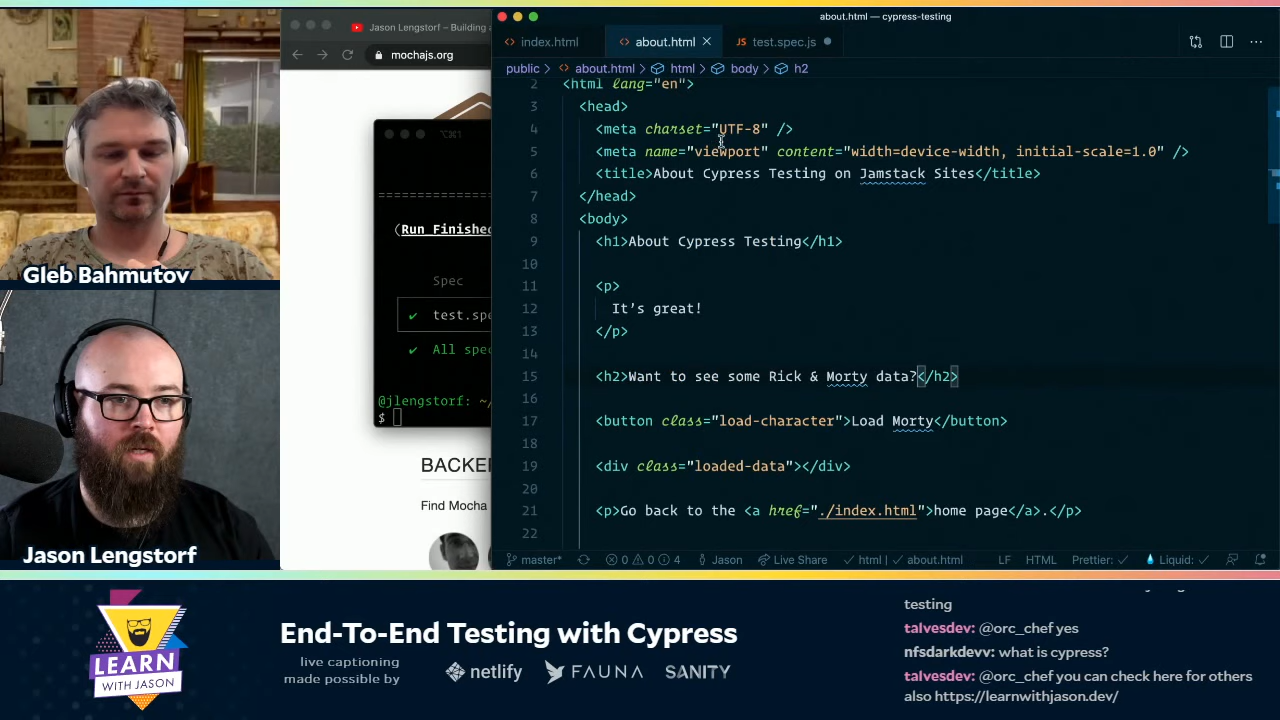 Gleb Bahmutov
Jason Lengstorf
Jason Lengstorf – Building
mochajs.org
⌥⌘1
(Run Finished
Spec
✔ test.spe
✔ All spec
@jlengstorf: ~/
$
BACKE
Find Mocha
about.html — cypress-testing
index.html
about.html
JS test.spec.js
public > about.html > html > body > h2
2 <html lang="en">
3 <head>
4 <meta charset="UTF-8" />
5 <meta name="viewport" content="width=device-width, initial-scale=1.0" />
6 <title>About Cypress Testing on Jamstack Sites</title>
7 </head>
8 <body>
9 <h1>About Cypress Testing</h1>
10
11 <p>
12 It’s great!
13 </p>
14
15 <h2>Want to see some Rick & Morty data?</h2>
16
17 <button class="load-character">Load Morty</button>
18
19 <div class="loaded-data"></div>
20
21 <p>Go back to the <a href="./index.html">home page</a>.</p>
22
master* 0 0 4 Jason Live Share ✓ html | ✓ about.html LF HTML Prettier: ✓ Liquid: ✓
LEARN
WITH JASON
End-To-End Testing with Cypress
live captioning
made possible by
netlify
FAUNA
SANITY
testing
talvesdev: @orc_chef yes
nfsdarkdevv: what is cypress?
talvesdev: @orc_chef you can check here for others
also https://learnwithjason.dev/